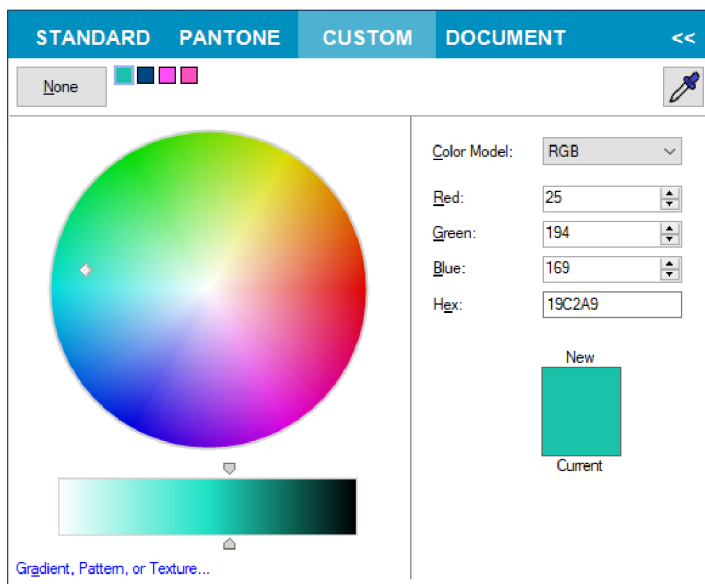 STANDARD PANTONE CUSTOM DOCUMENT <<
None
Color Model: RGB
Red: 25
Green: 194
Blue: 169
Hex: 19C2A9
New
Current
Gradient, Pattern, or Texture...